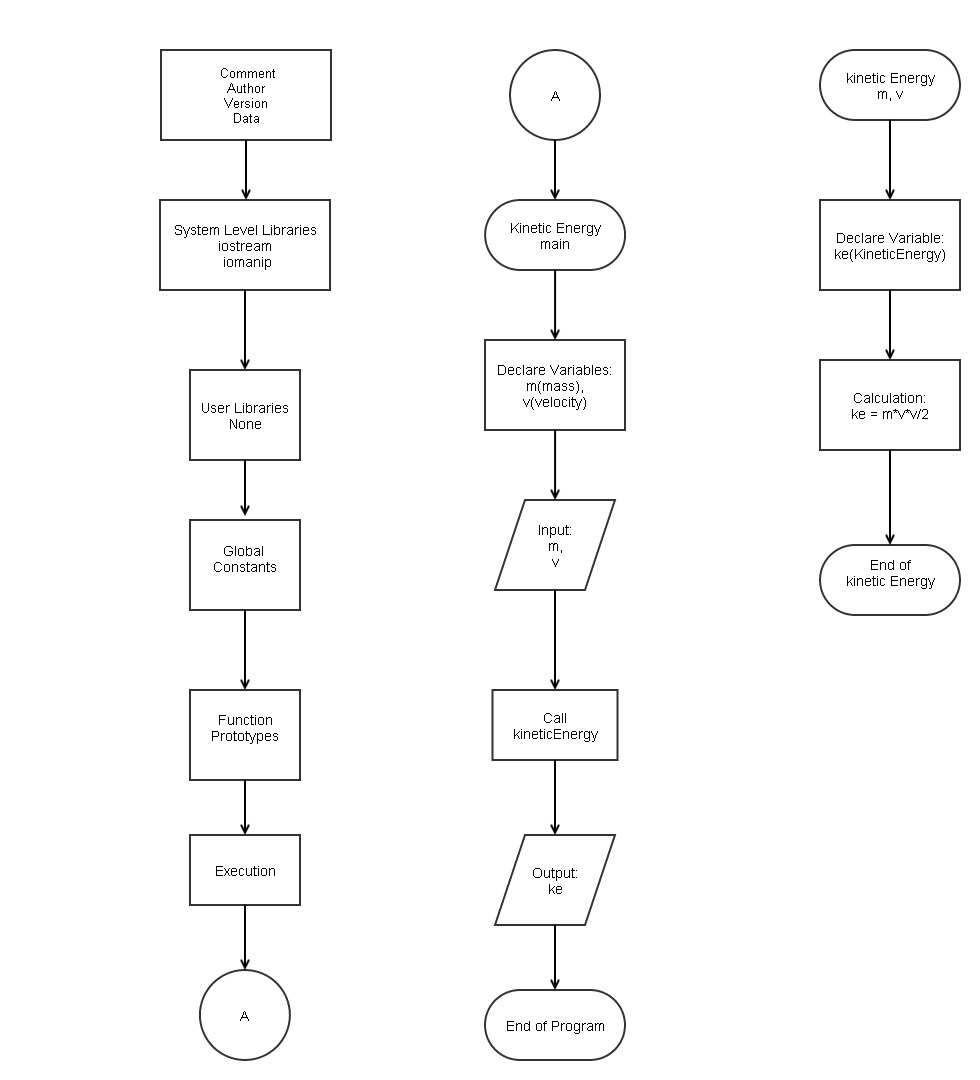 Comment
Author
Version
Data
System Level Libraries
iostream
iomanip
User Libraries
None
Global
Constants
Function
Prototypes
Execution
A
A
Kinetic Energy
main
Declare Variables:
m(mass),
v(velocity)
Input:
m,
v
Call
kineticEnergy
Output:
ke
End of Program
kinetic Energy
m, v
Declare Variable:
ke(KineticEnergy)
Calculation:
ke = m*v*v/2
End of
kinetic Energy